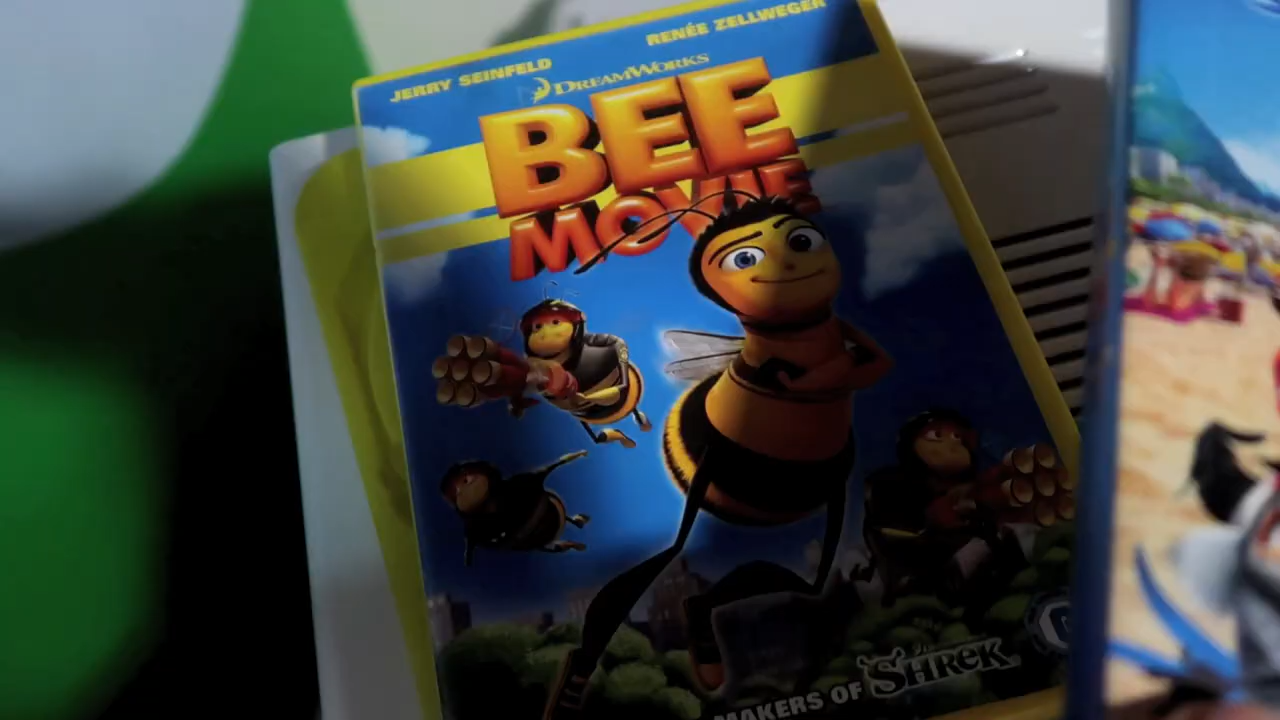 JERRY SEINFELD
RENÉE ZELLWEGER
DREAMWORKS
BEE
MOVIE
MAKERS OF SHREK